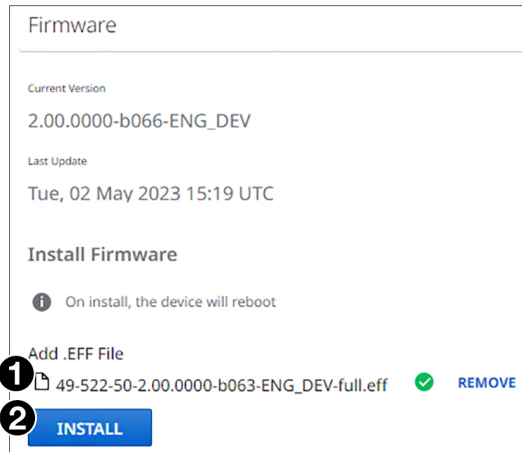 Firmware
Current Version
2.00.0000-b066-ENG_DEV
Last Update
Tue, 02 May 2023 15:19 UTC
Install Firmware
i On install, the device will reboot
Add .EFF File
1 49-522-50-2.00.0000-b063-ENG_DEV-full.eff REMOVE
2 INSTALL